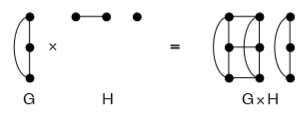 × =
G H G×H